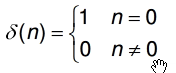 δ(n) = {1 n = 0
0 n ≠ 0